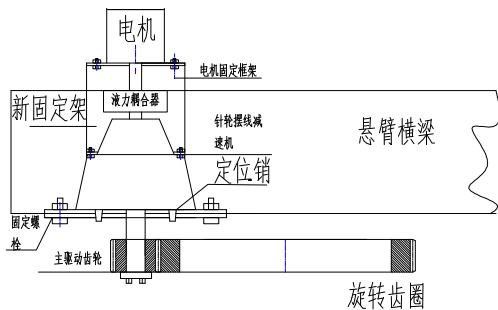 电机
电机固定框架
新固定架
液力耦合器
针轮摆线减
速机
悬臂横梁
定位销
固定螺
栓
主驱动齿轮
旋转齿圈